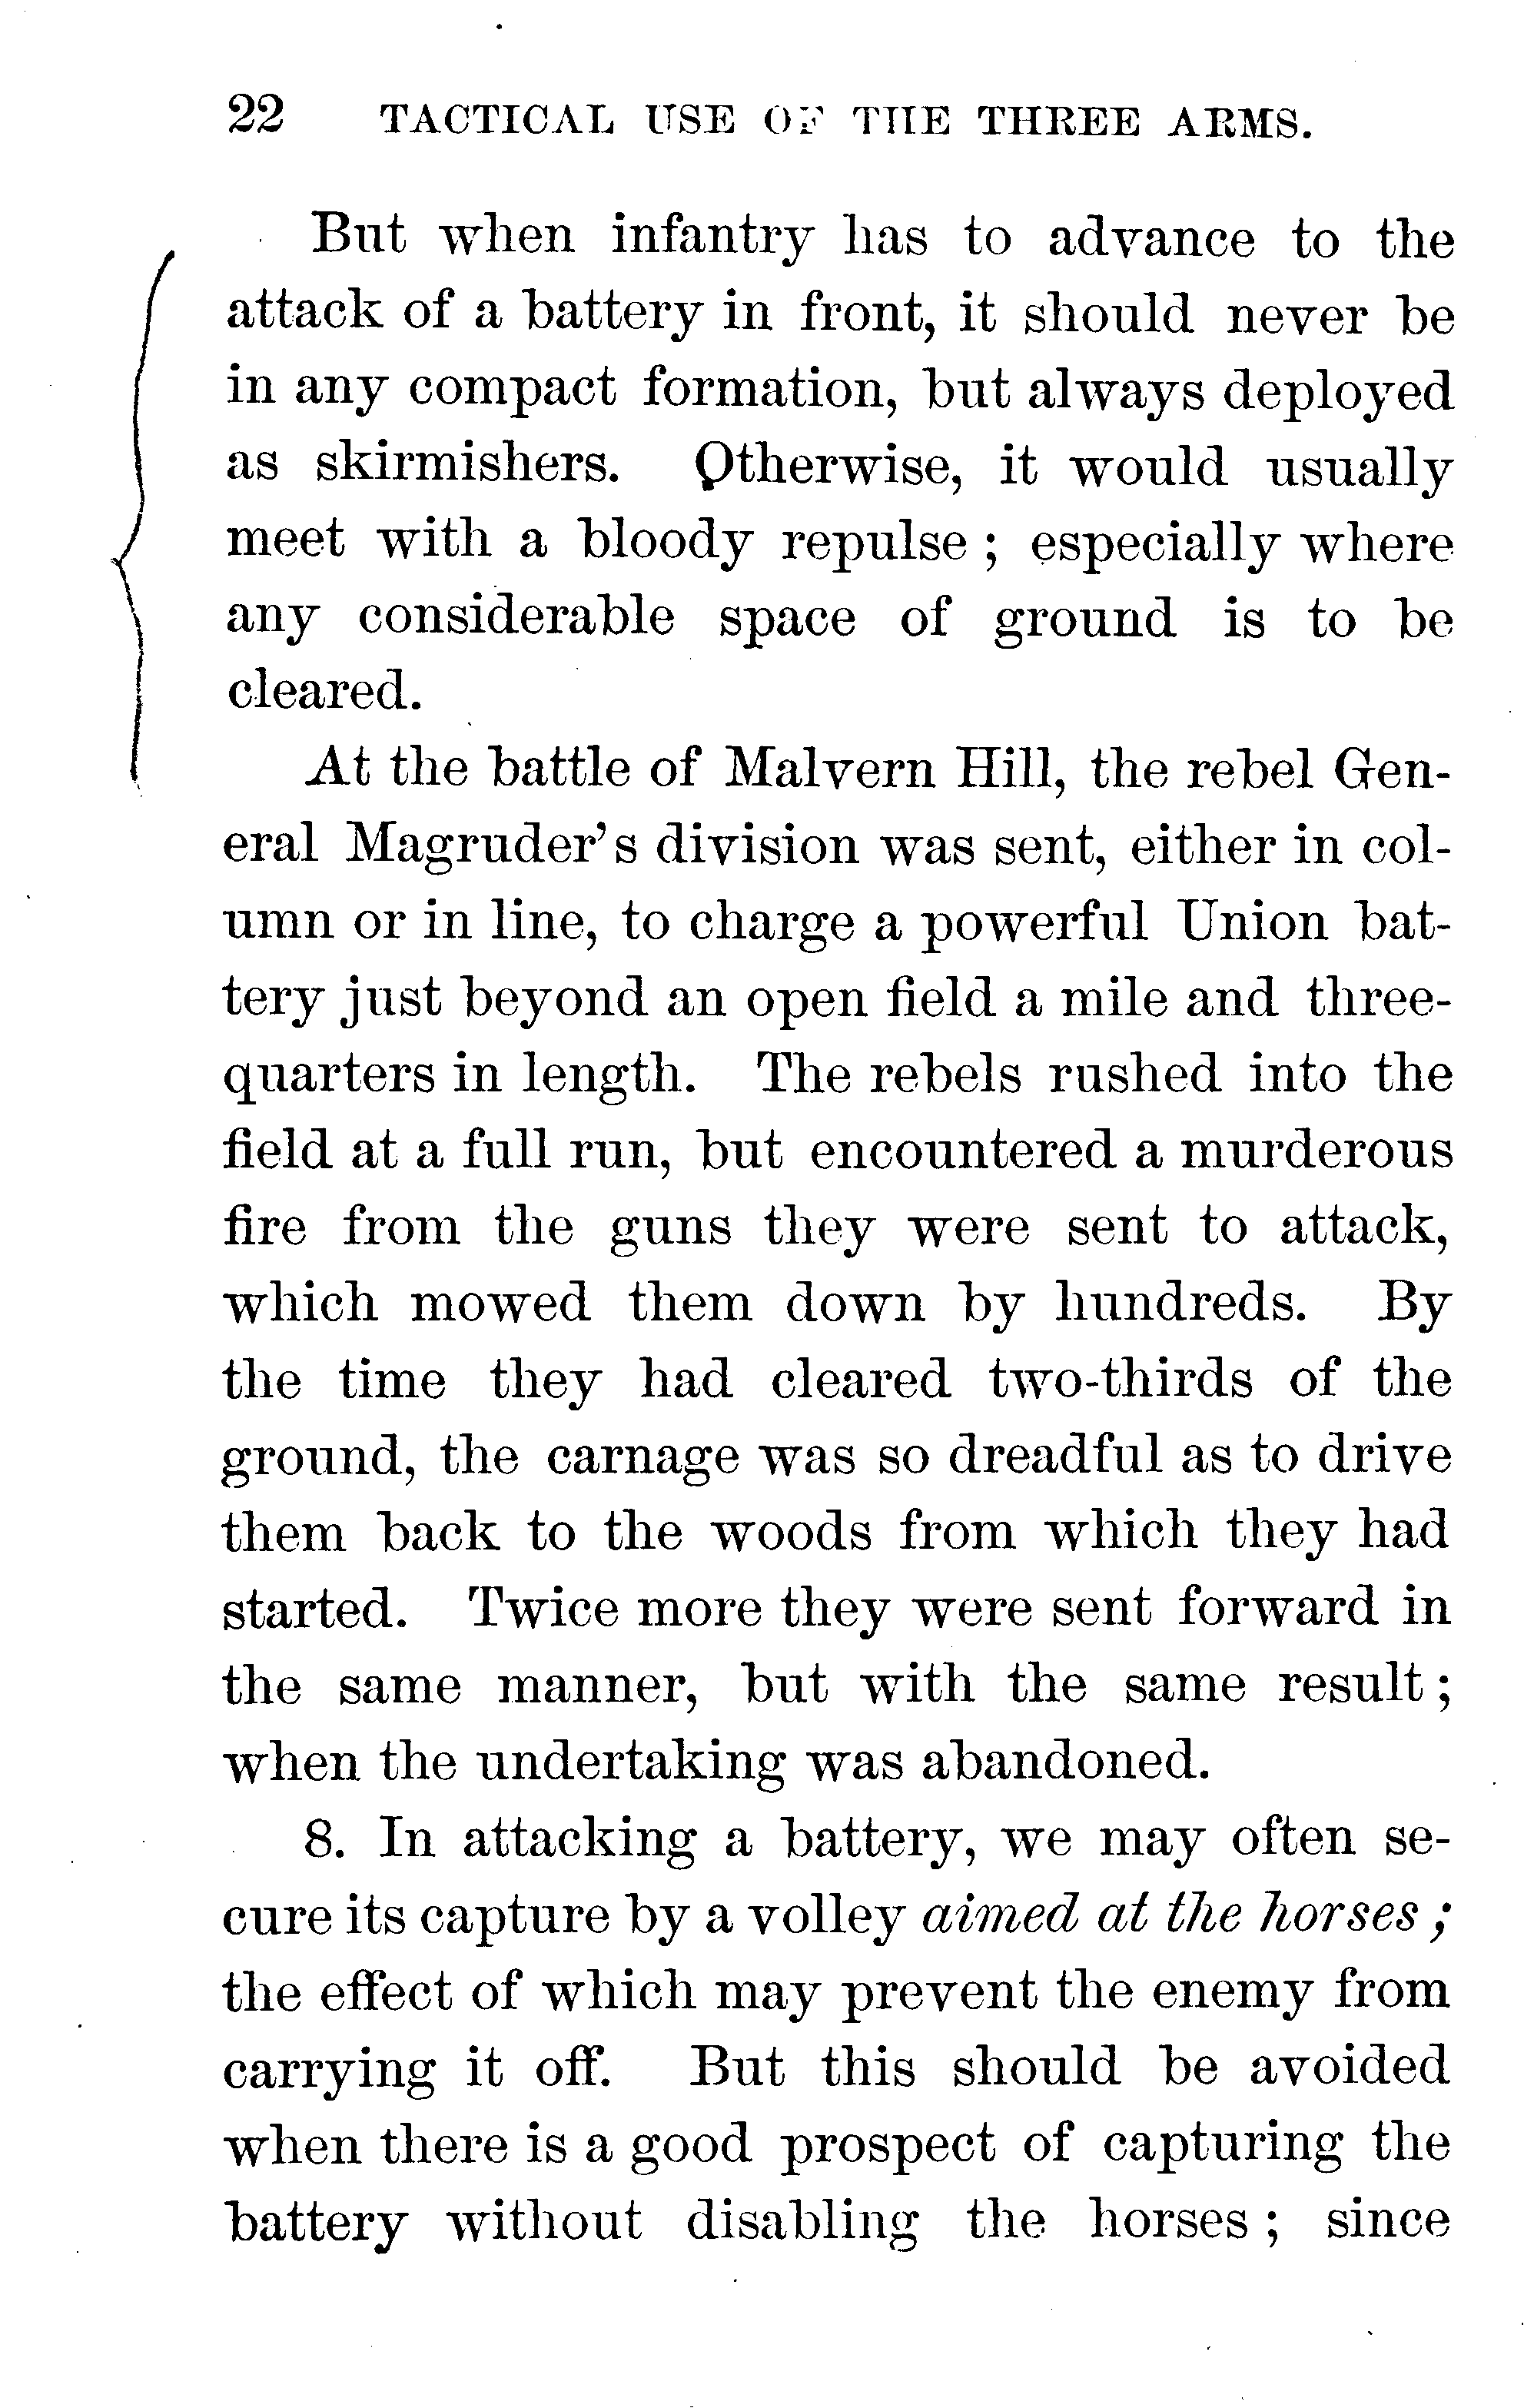 22 TACTICAL USE OF THE THREE ARMS.
But when infantry has to advance to the
attack of a battery in front, it should never be
in any compact formation, but always deployed
as skirmishers. Otherwise, it would usually
meet with a bloody repulse ; especially where
any considerable space of ground is to be
cleared.
At the battle of Malvern Hill, the rebel Gen-
eral Magruder's division was sent, either in col-
umn or in line, to charge a powerful Union bat-
tery just beyond an open field a mile and three-
quarters in length. The rebels rushed into the
field at a full run, but encountered a murderous
fire from the guns they were sent to attack,
which mowed them down by hundreds. By
the time they had cleared two-thirds of the
ground, the carnage was so dreadful as to drive
them back to the woods from which they had
started. Twice more they were sent forward in
the same manner, but with the same result ;
when the undertaking was abandoned.
8. In attacking a battery, we may often se-
cure its capture by a volley aimed at the horses ;
the effect of which may prevent the enemy from
carrying it off. But this should be avoided
when there is a good prospect of capturing the
battery without disabling the horses ; since